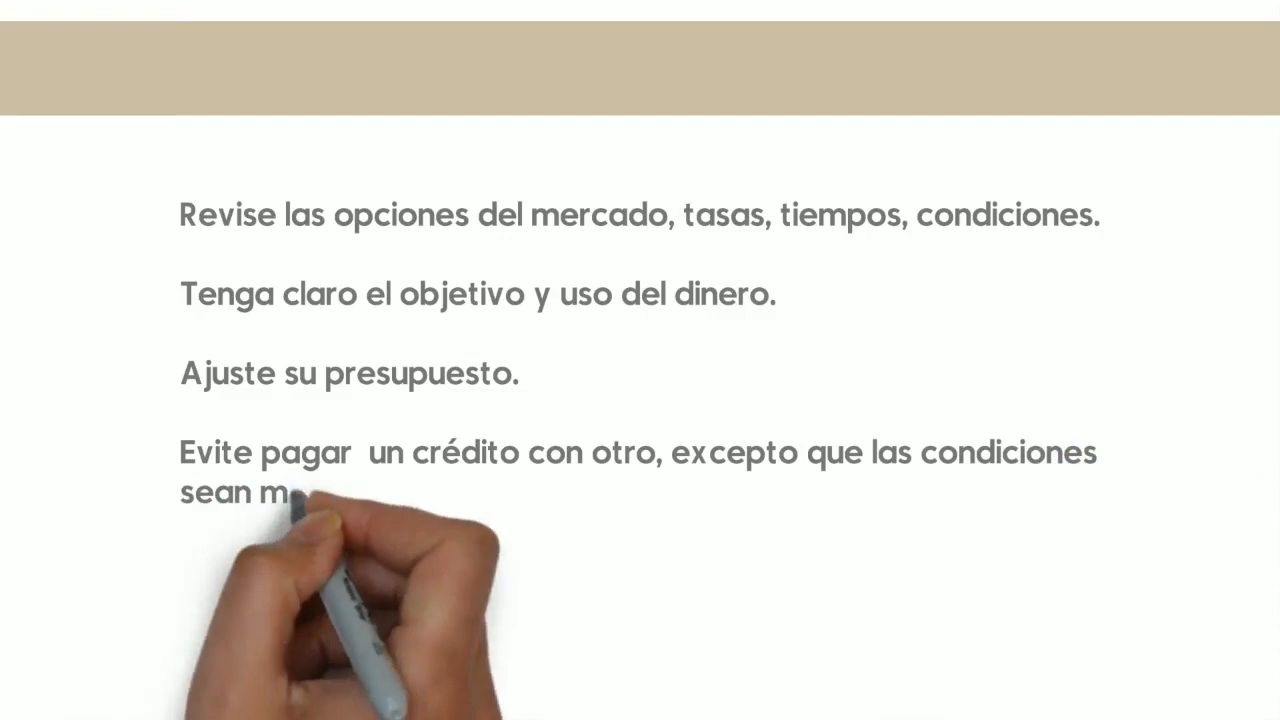 Revise las opciones del mercado, tasas, tiempos, condiciones.
Tenga claro el objetivo y uso del dinero.
Ajuste su presupuesto.
Evite pagar  un crédito con otro, excepto que las condiciones
sean